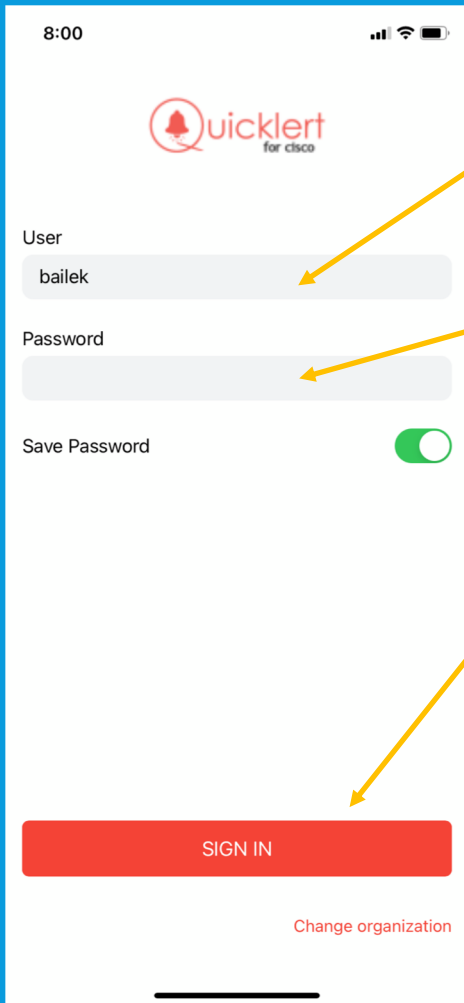 8:00
Quicklert
for cisco
User
bailek
Password
Save Password
SIGN IN
Change organization